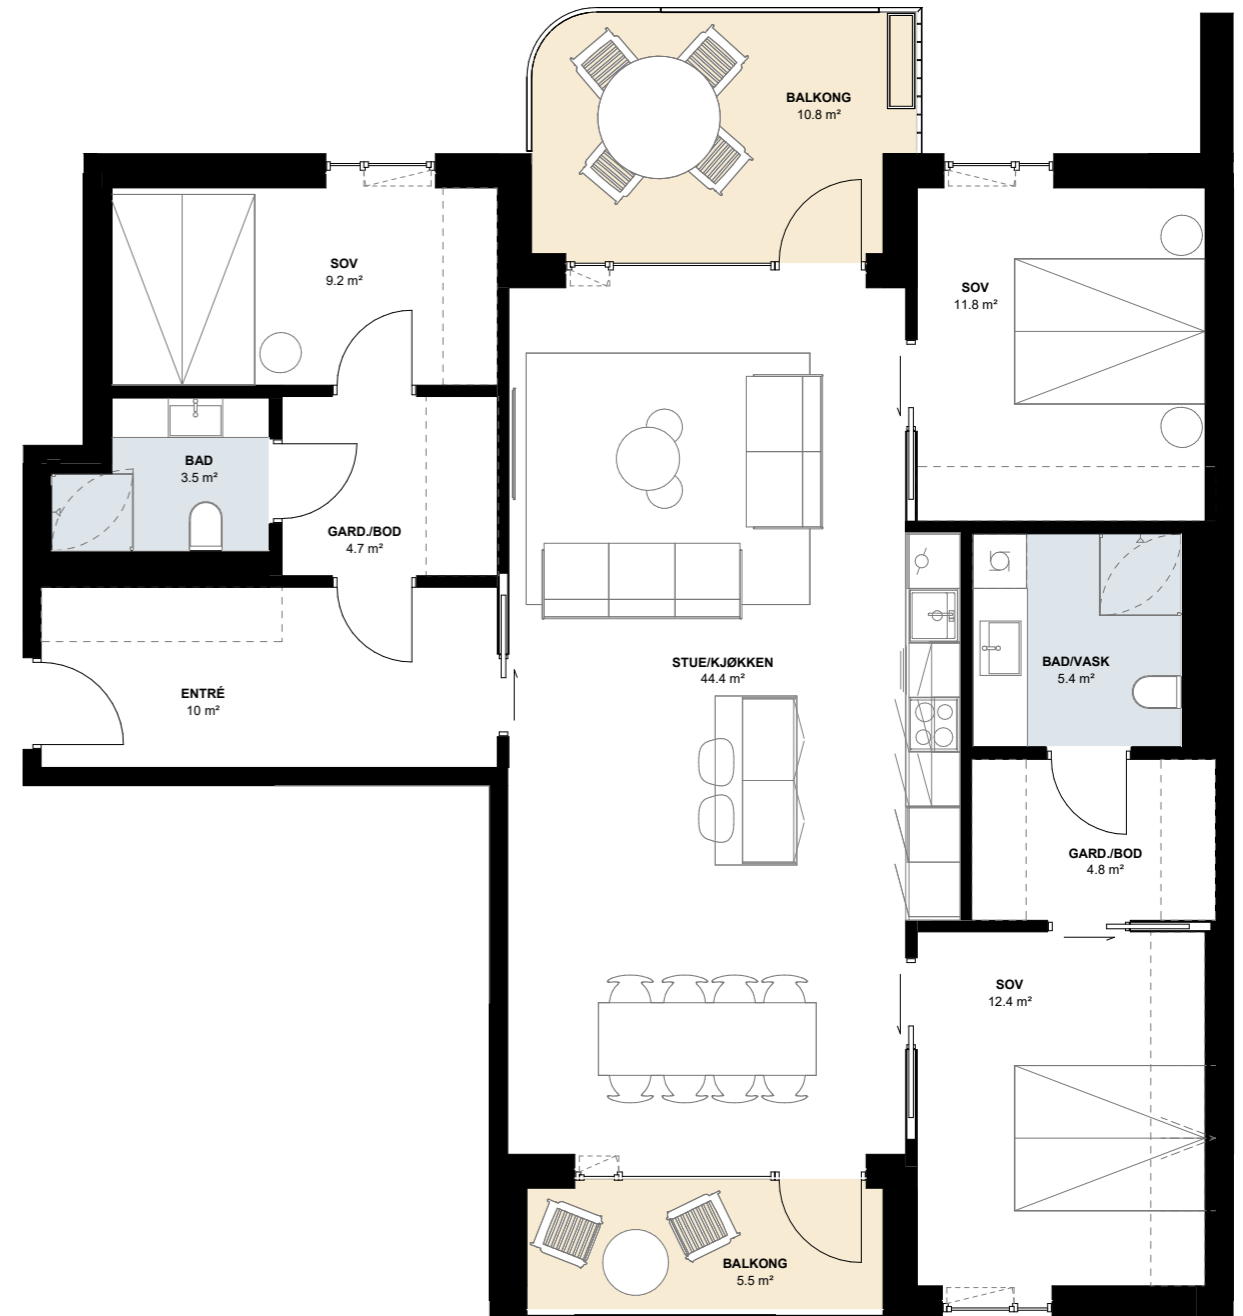 BALKONG
10.8 m²
SOV
9.2 m²
SOV
11.8 m²
BAD
3.5 m²
GARD./BOD
4.7 m²
STUE/KJØKKEN
44.4 m²
BAD/VASK
5.4 m²
ENTRÉ
10 m²
GARD./BOD
4.8 m²
SOV
12.4 m²
BALKONG
5.5 m²